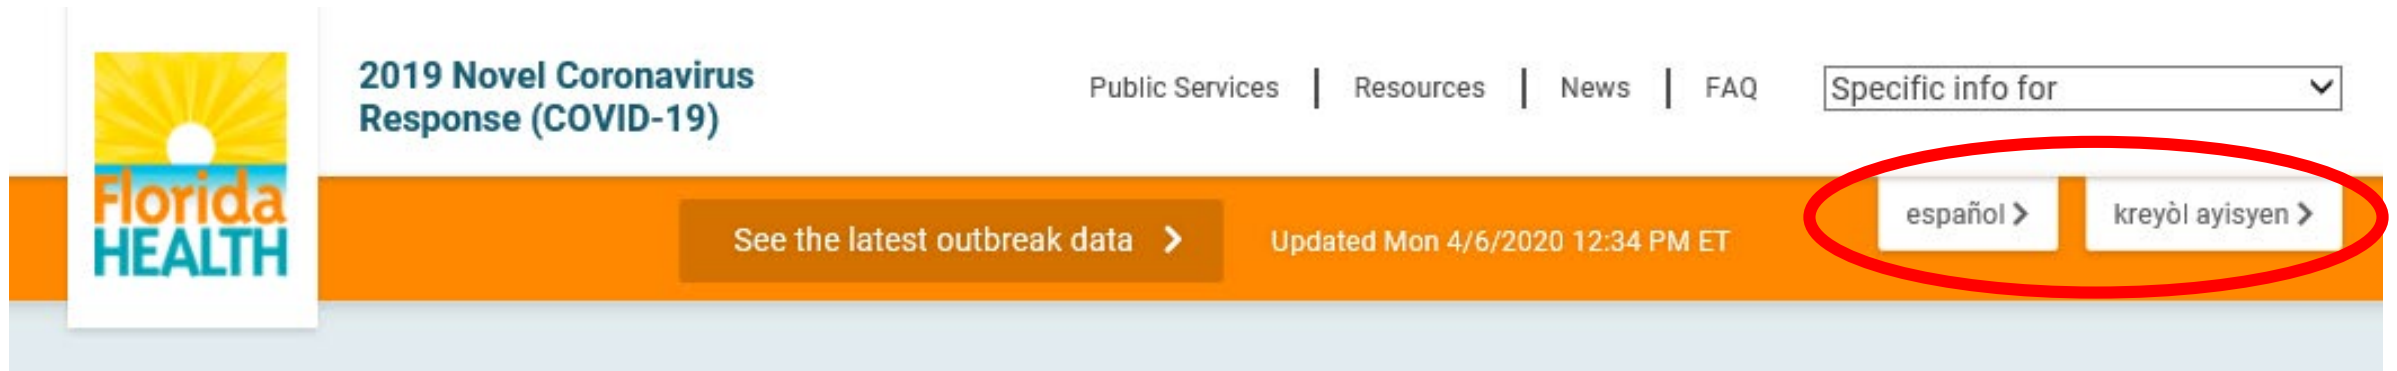 Florida
HEALTH
2019 Novel Coronavirus
Response (COVID-19)
Public Services | Resources | News | FAQ
Specific info for
See the latest outbreak data
Updated Mon 4/6/2020 12:34 PM ET
español
kreyòl ayisyen